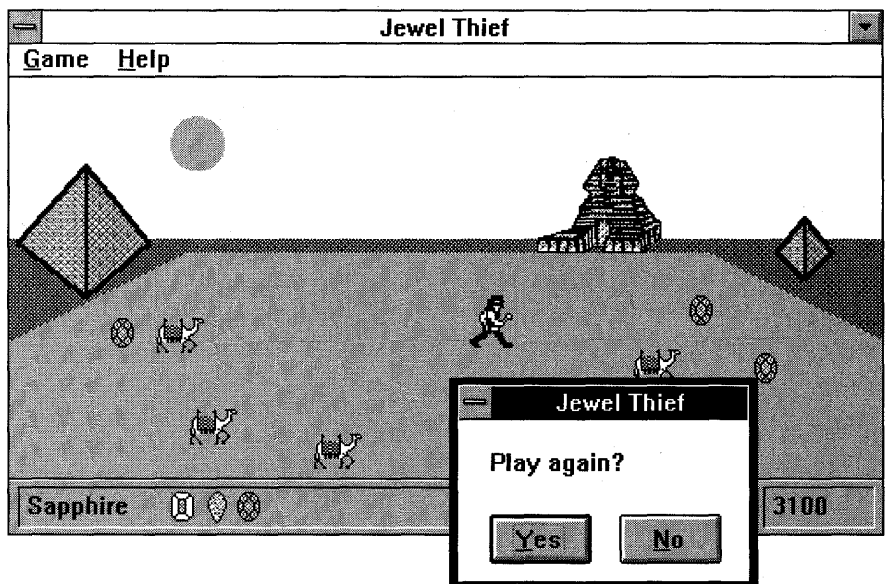 Jewel Thief
Game Help
Jewel Thief
Play again?
Sapphire 3100
Yes No